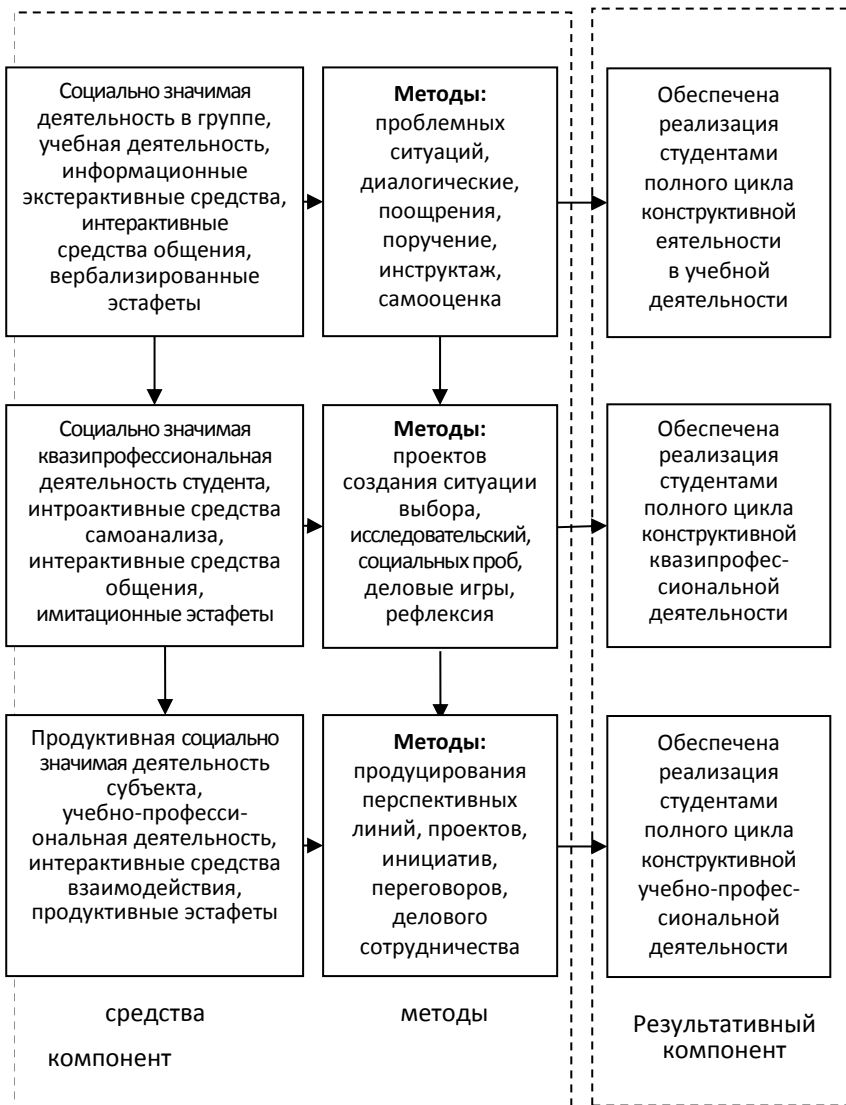 Социально значимая
деятельность в группе,
учебная деятельность,
информационные
экстерактивные средства,
интерактивные
средства общения,
вербализированные
эстафеты
Методы:
проблемных
ситуаций,
диалогические,
поощрения,
поручение,
инструктаж,
самооценка
Обеспечена
реализация
студентами
полного цикла
конструктивной
еятельности
в учебной
деятельности
Социально значимая
квазипрофессиональная
деятельность студента,
интроактивные средства
самоанализа,
интерактивные средства
общения,
имитационные эстафеты
Методы:
проектов
создания ситуации
выбора,
исследовательский,
социальных проб,
деловые игры,
рефлексия
Обеспечена
реализация
студентами
полного цикла
конструктивной
квазипрофес-
сиональной
деятельности
Продуктивная социально
значимая деятельность
субъекта,
учебно-професси-
ональная деятельность,
интерактивные средства
взаимодействия,
продуктивные эстафеты
Методы:
продуцирования
перспективных
линий, проектов,
инициатив,
переговоров,
делового
сотрудничества
Обеспечена
реализация
студентами
полного цикла
конструктивной
учебно-профес-
сиональной
деятельности
средства
методы
компонент
Результативный
компонент